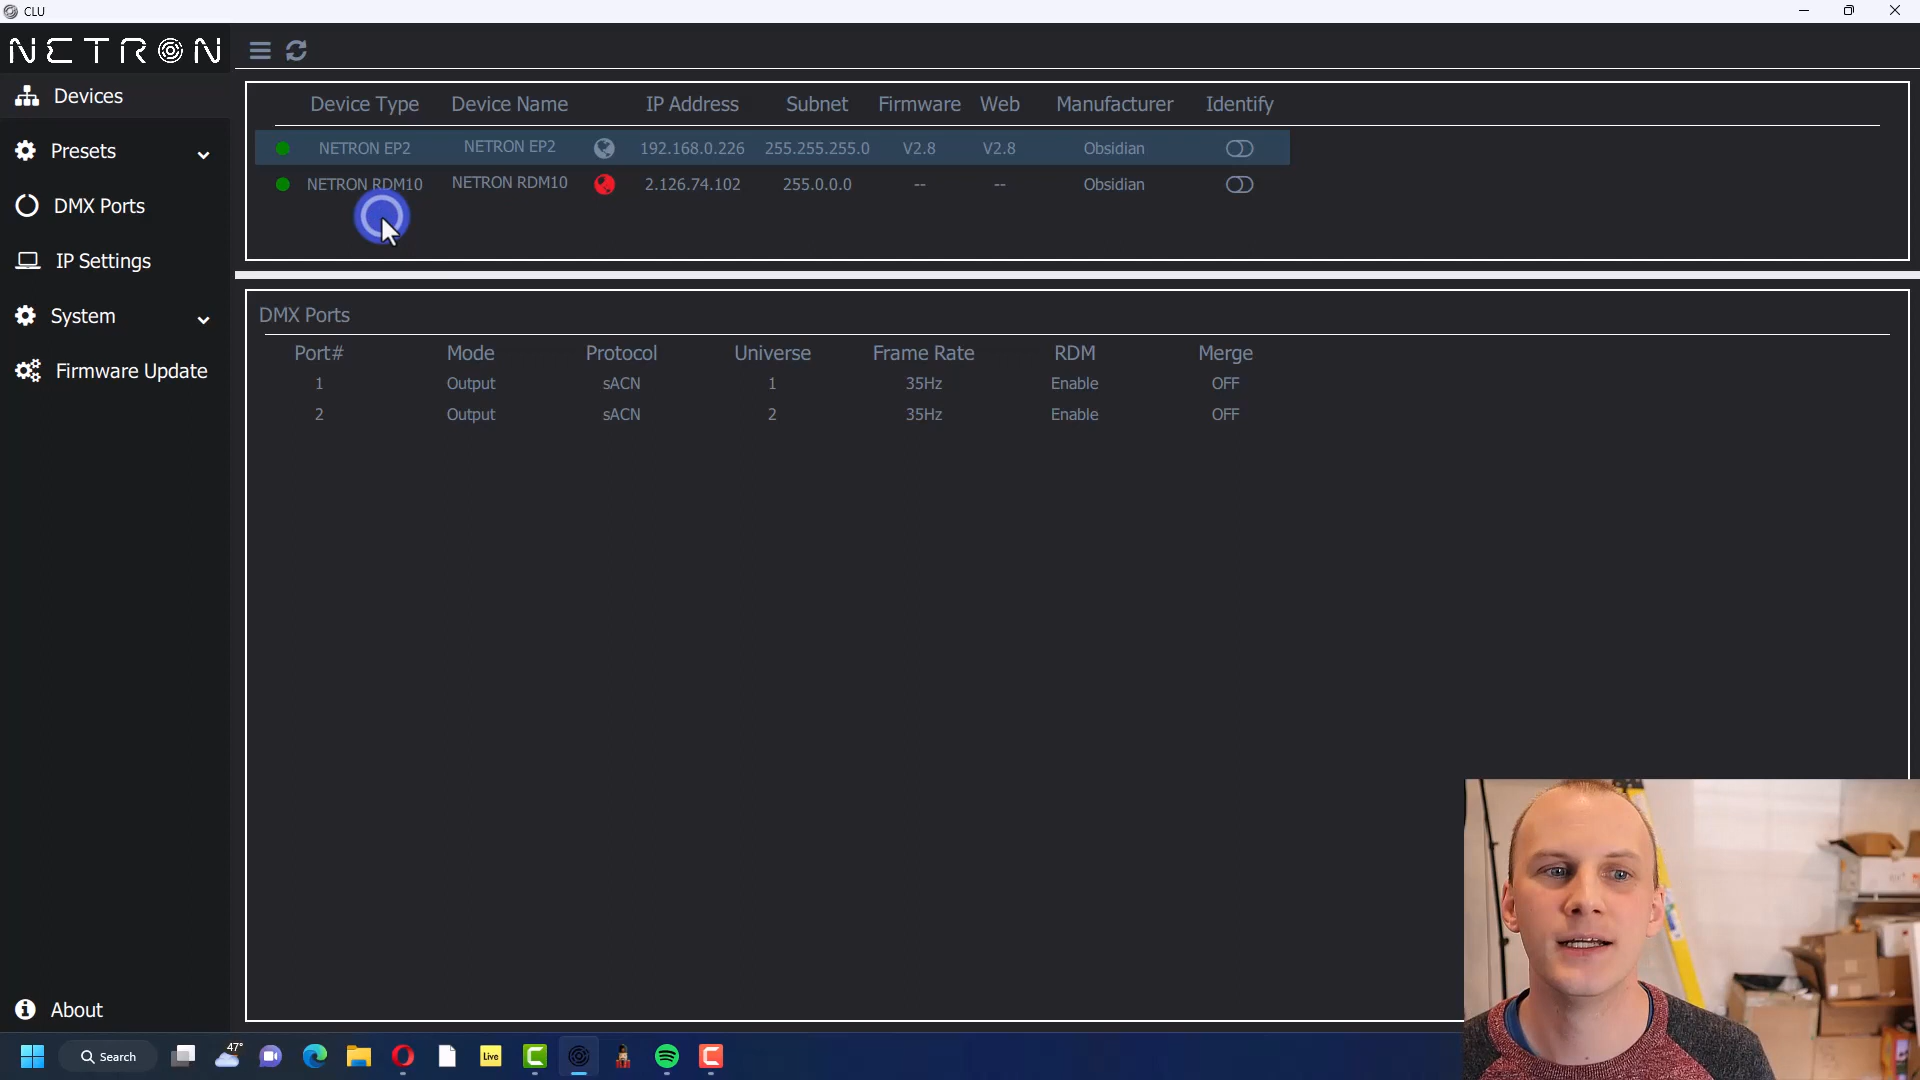 CLU
NETRON
Devices
Presets
DMX Ports
IP Settings
System
Firmware Update
About
Device Type Device Name IP Address Subnet Firmware Web Manufacturer Identify
NETRON EP2 NETRON EP2 192.168.0.226 255.255.255.0 V2.8 V2.8 Obsidian
NETRON RDM10 NETRON RDM10 2.126.74.102 255.0.0.0 -- -- Obsidian
DMX Ports
Port# Mode Protocol Universe Frame Rate RDM Merge
1 Output sACN 1 35Hz Enable OFF
2 Output sACN 2 35Hz Enable OFF
Search 47° Live